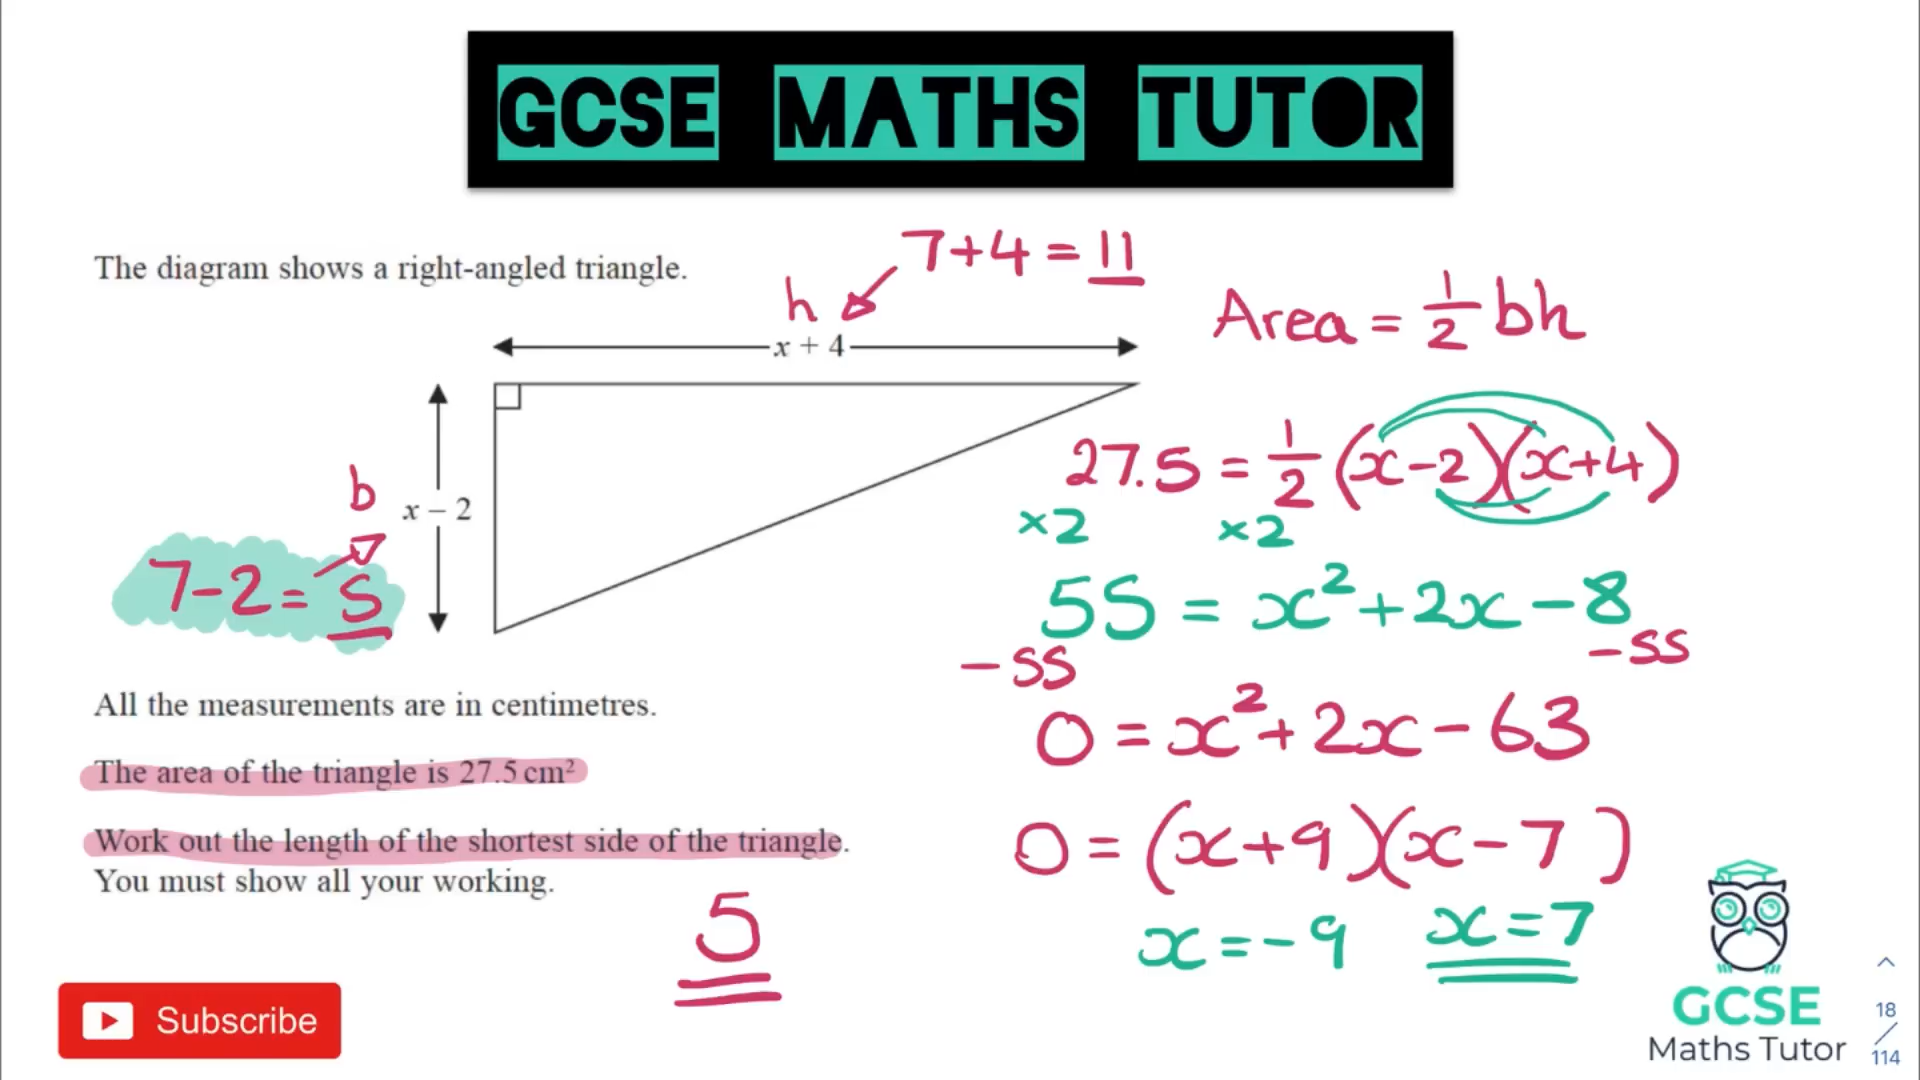 GCSE MATHS TUTOR
The diagram shows a right-angled triangle.
7+4 = 11
h
x + 4
Area = 1/2 bh
b
x – 2
7-2 = 5
27.5 = 1/2 (x-2)(x+4)
×2 ×2
55 = x²+2x-8
-55 -55
0 = x²+2x-63
0 = (x+9)(x-7)
x = -9 x=7
All the measurements are in centimetres.
The area of the triangle is 27.5 cm²
Work out the length of the shortest side of the triangle.
You must show all your working.
5
Subscribe
GCSE
Maths Tutor
18
/
114